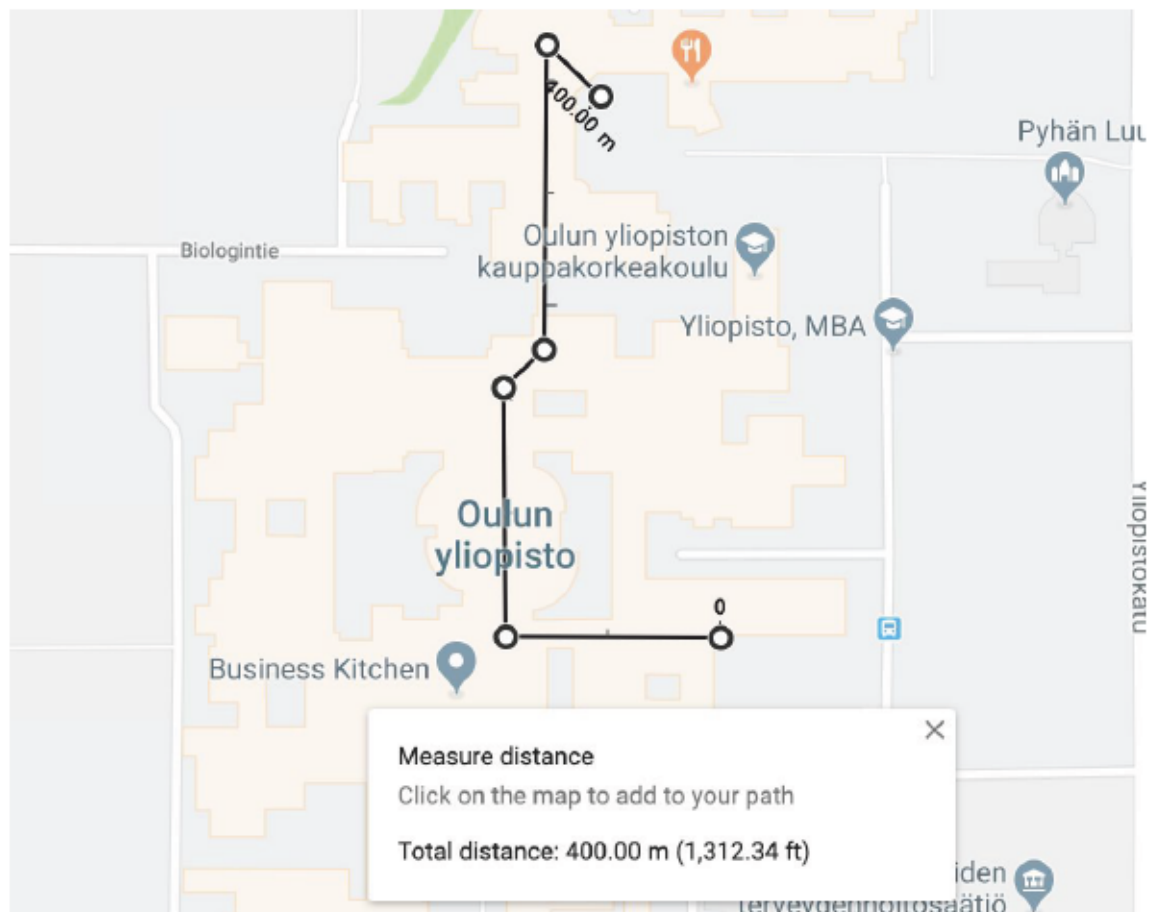 400.00 m
Pyhän Luu
Oulun yliopiston
kauppakorkeakoulu
Biologintie
Yliopisto, MBA
Yliopistokatu
Oulun
yliopisto
0
Business Kitchen
Measure distance
Click on the map to add to your path
Total distance: 400.00 m (1,312.34 ft)
iden
terveydenhoitosäätiö